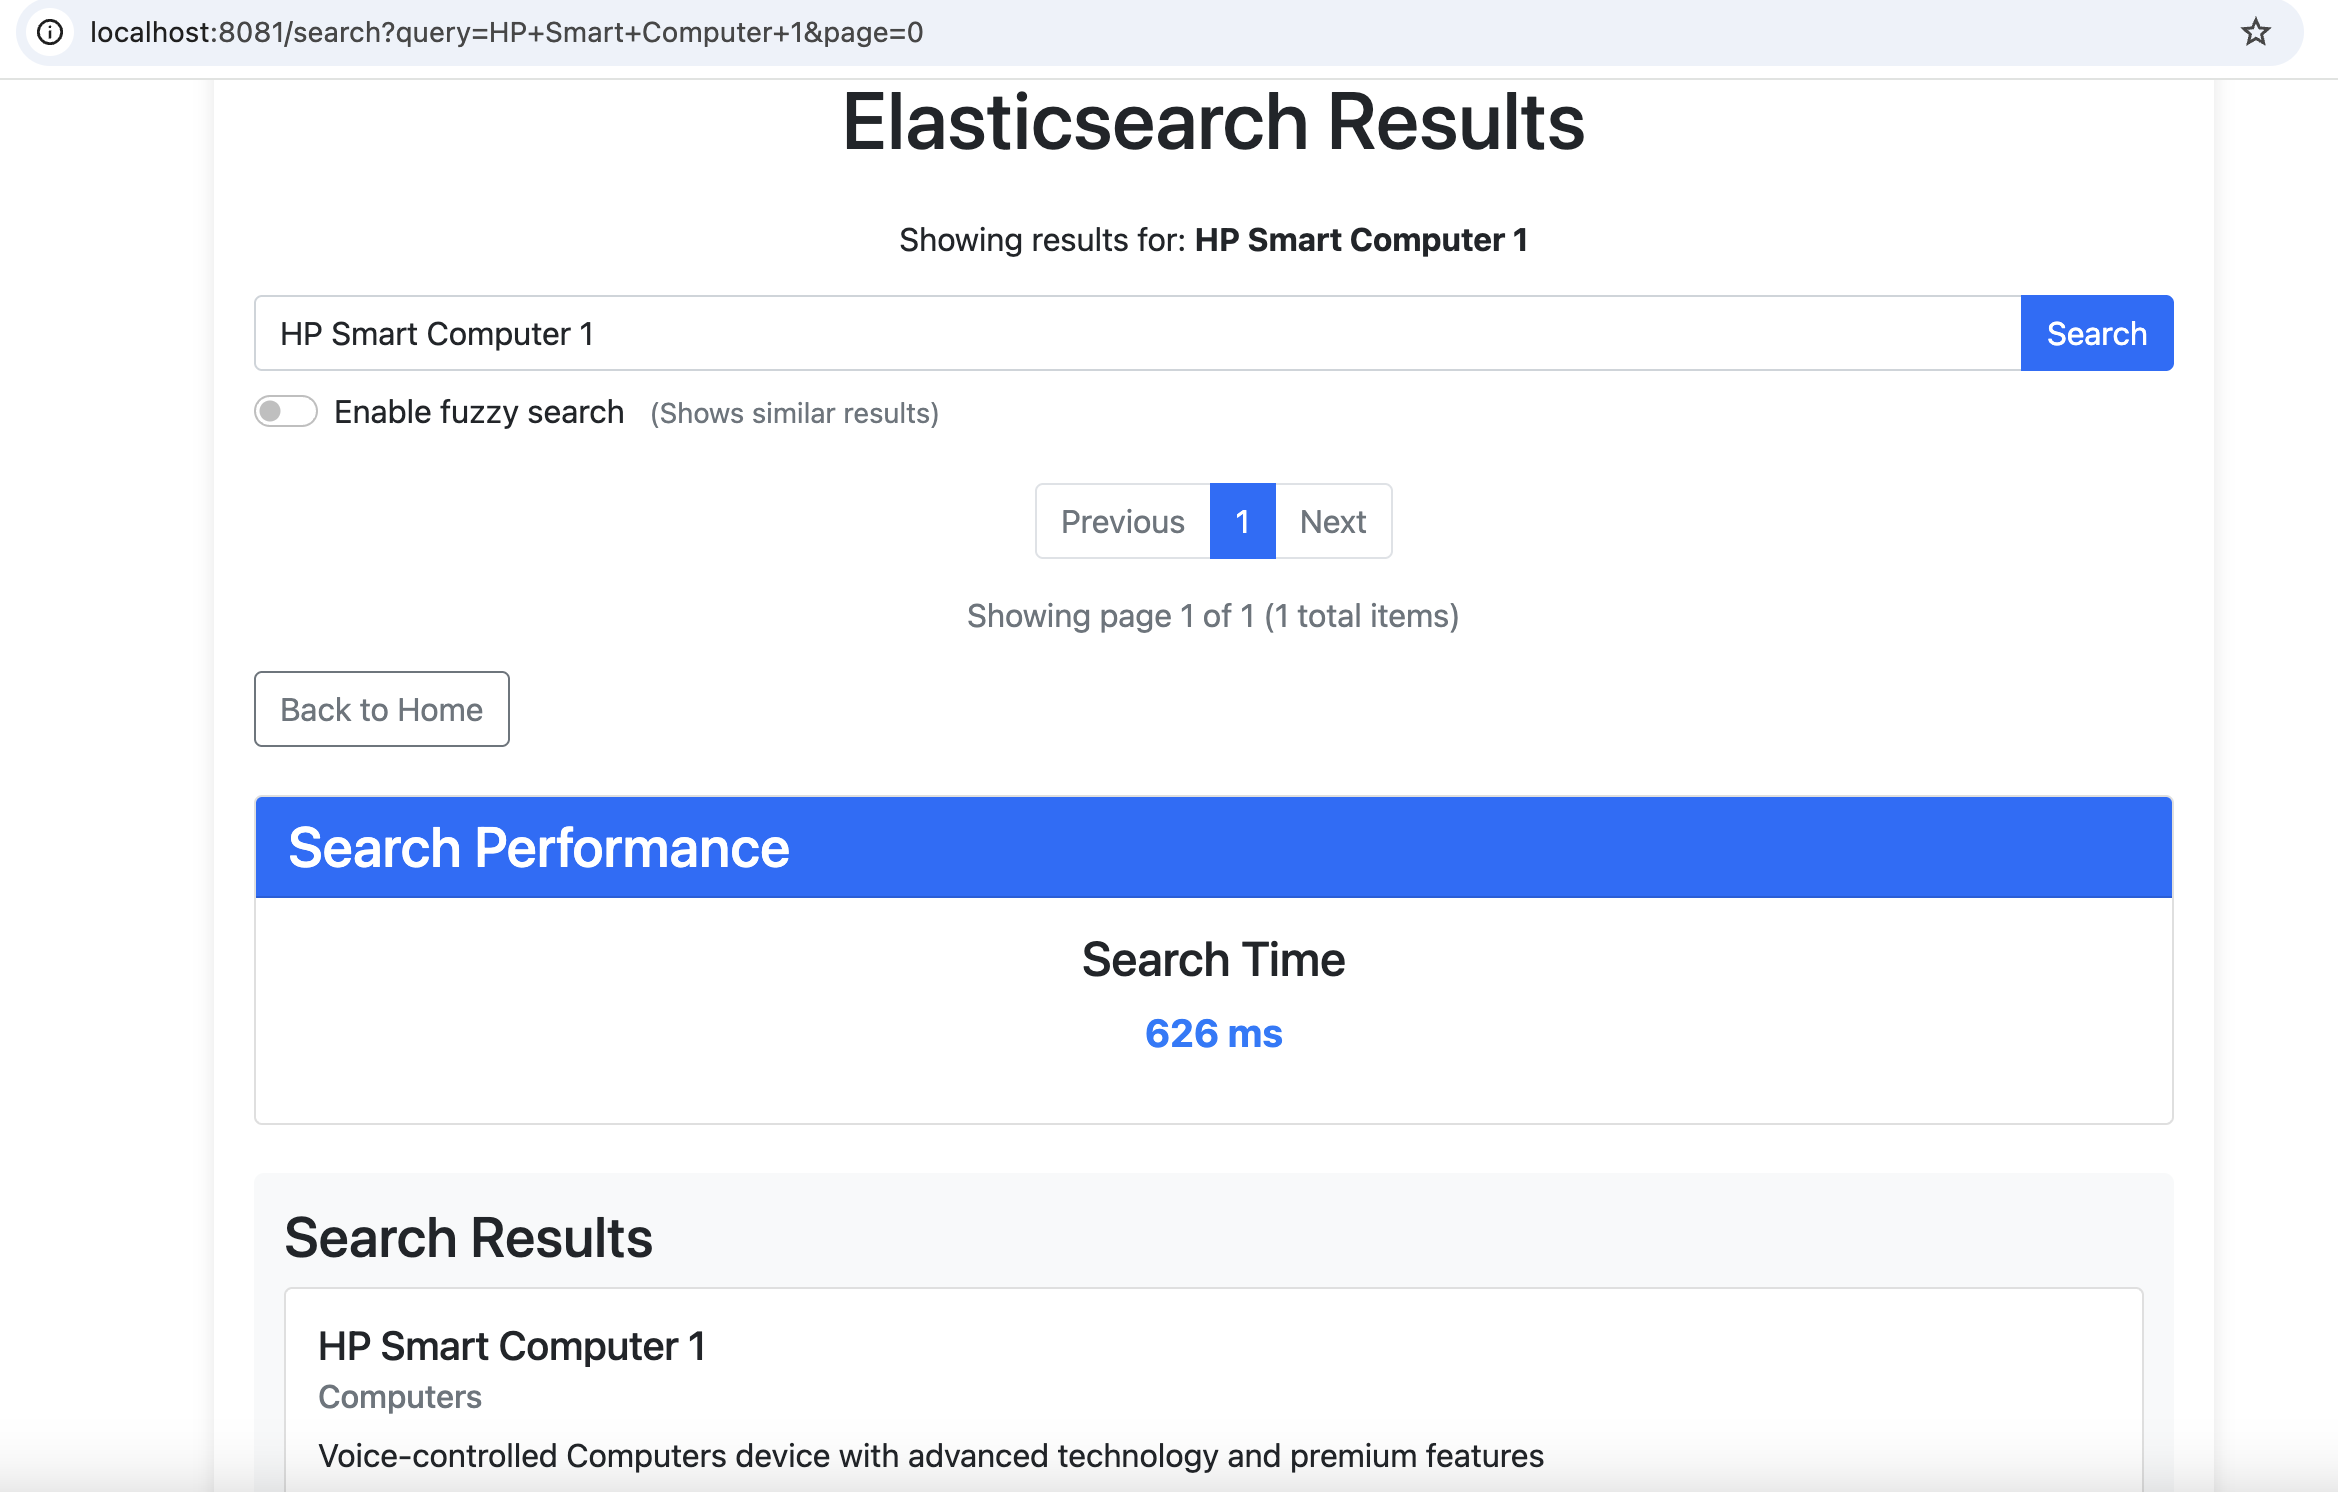 localhost:8081/search?query=HP+Smart+Computer+1&page=0
Elasticsearch Results
Showing results for: HP Smart Computer 1
HP Smart Computer 1
Search
Enable fuzzy search (Shows similar results)
Previous 1 Next
Showing page 1 of 1 (1 total items)
Back to Home
Search Performance
Search Time
626 ms
Search Results
HP Smart Computer 1
Computers
Voice-controlled Computers device with advanced technology and premium features